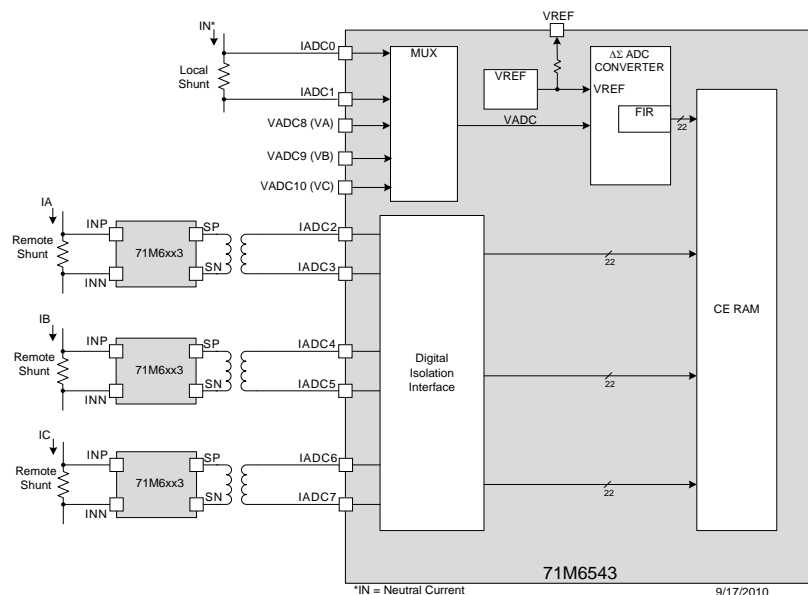 IN*
VREF
IADC0
MUX
ΔΣ ADC
CONVERTER
Local
Shunt
VREF
VREF
IADC1
FIR
VADC8 (VA)
VADC
22
VADC9 (VB)
VADC10 (VC)
IA
INP
SP
IADC2
Remote
Shunt
71M6xx3
22
SN
IADC3
INN
CE RAM
IB
INP
SP
IADC4
Remote
Shunt
71M6xx3
Digital
Isolation
Interface
22
SN
IADC5
INN
IC
INP
SP
IADC6
Remote
Shunt
71M6xx3
22
SN
IADC7
INN
71M6543
*IN = Neutral Current
9/17/2010